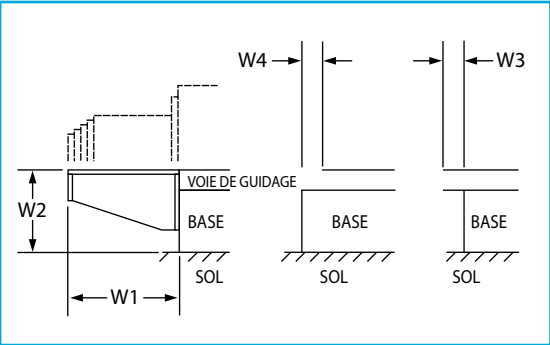 W4
W3
VOIE DE GUIDAGE
W2
BASE
BASE
BASE
SOL
SOL
SOL
W1